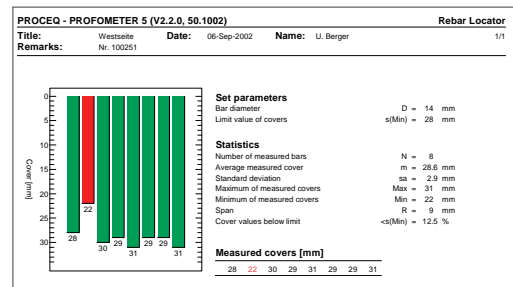 PROCEQ - PROFOMETER 5 (V2.2.0, 50.1002) Rebar Locator
Title: Westseite Date: 06-Sep-2002 Name: U. Berger 1/1
Remarks: Nr. 100251
0
5
10
15
20
25
30
Cover [mm]
28
22
30
29
31
29
29
31
Set parameters
Bar diameter D = 14 mm
Limit value of covers s(Min) = 28 mm
Statistics
Number of measured bars N = 8
Average measured cover m = 28.6 mm
Standard deviation sa = 2.9 mm
Maximum of measured covers Max = 31 mm
Minimum of measured covers Min = 22 mm
Span R = 9 mm
Cover values below limit <s(Min) = 12.5 %
Measured covers [mm]
28 22 30 29 31 29 29 31